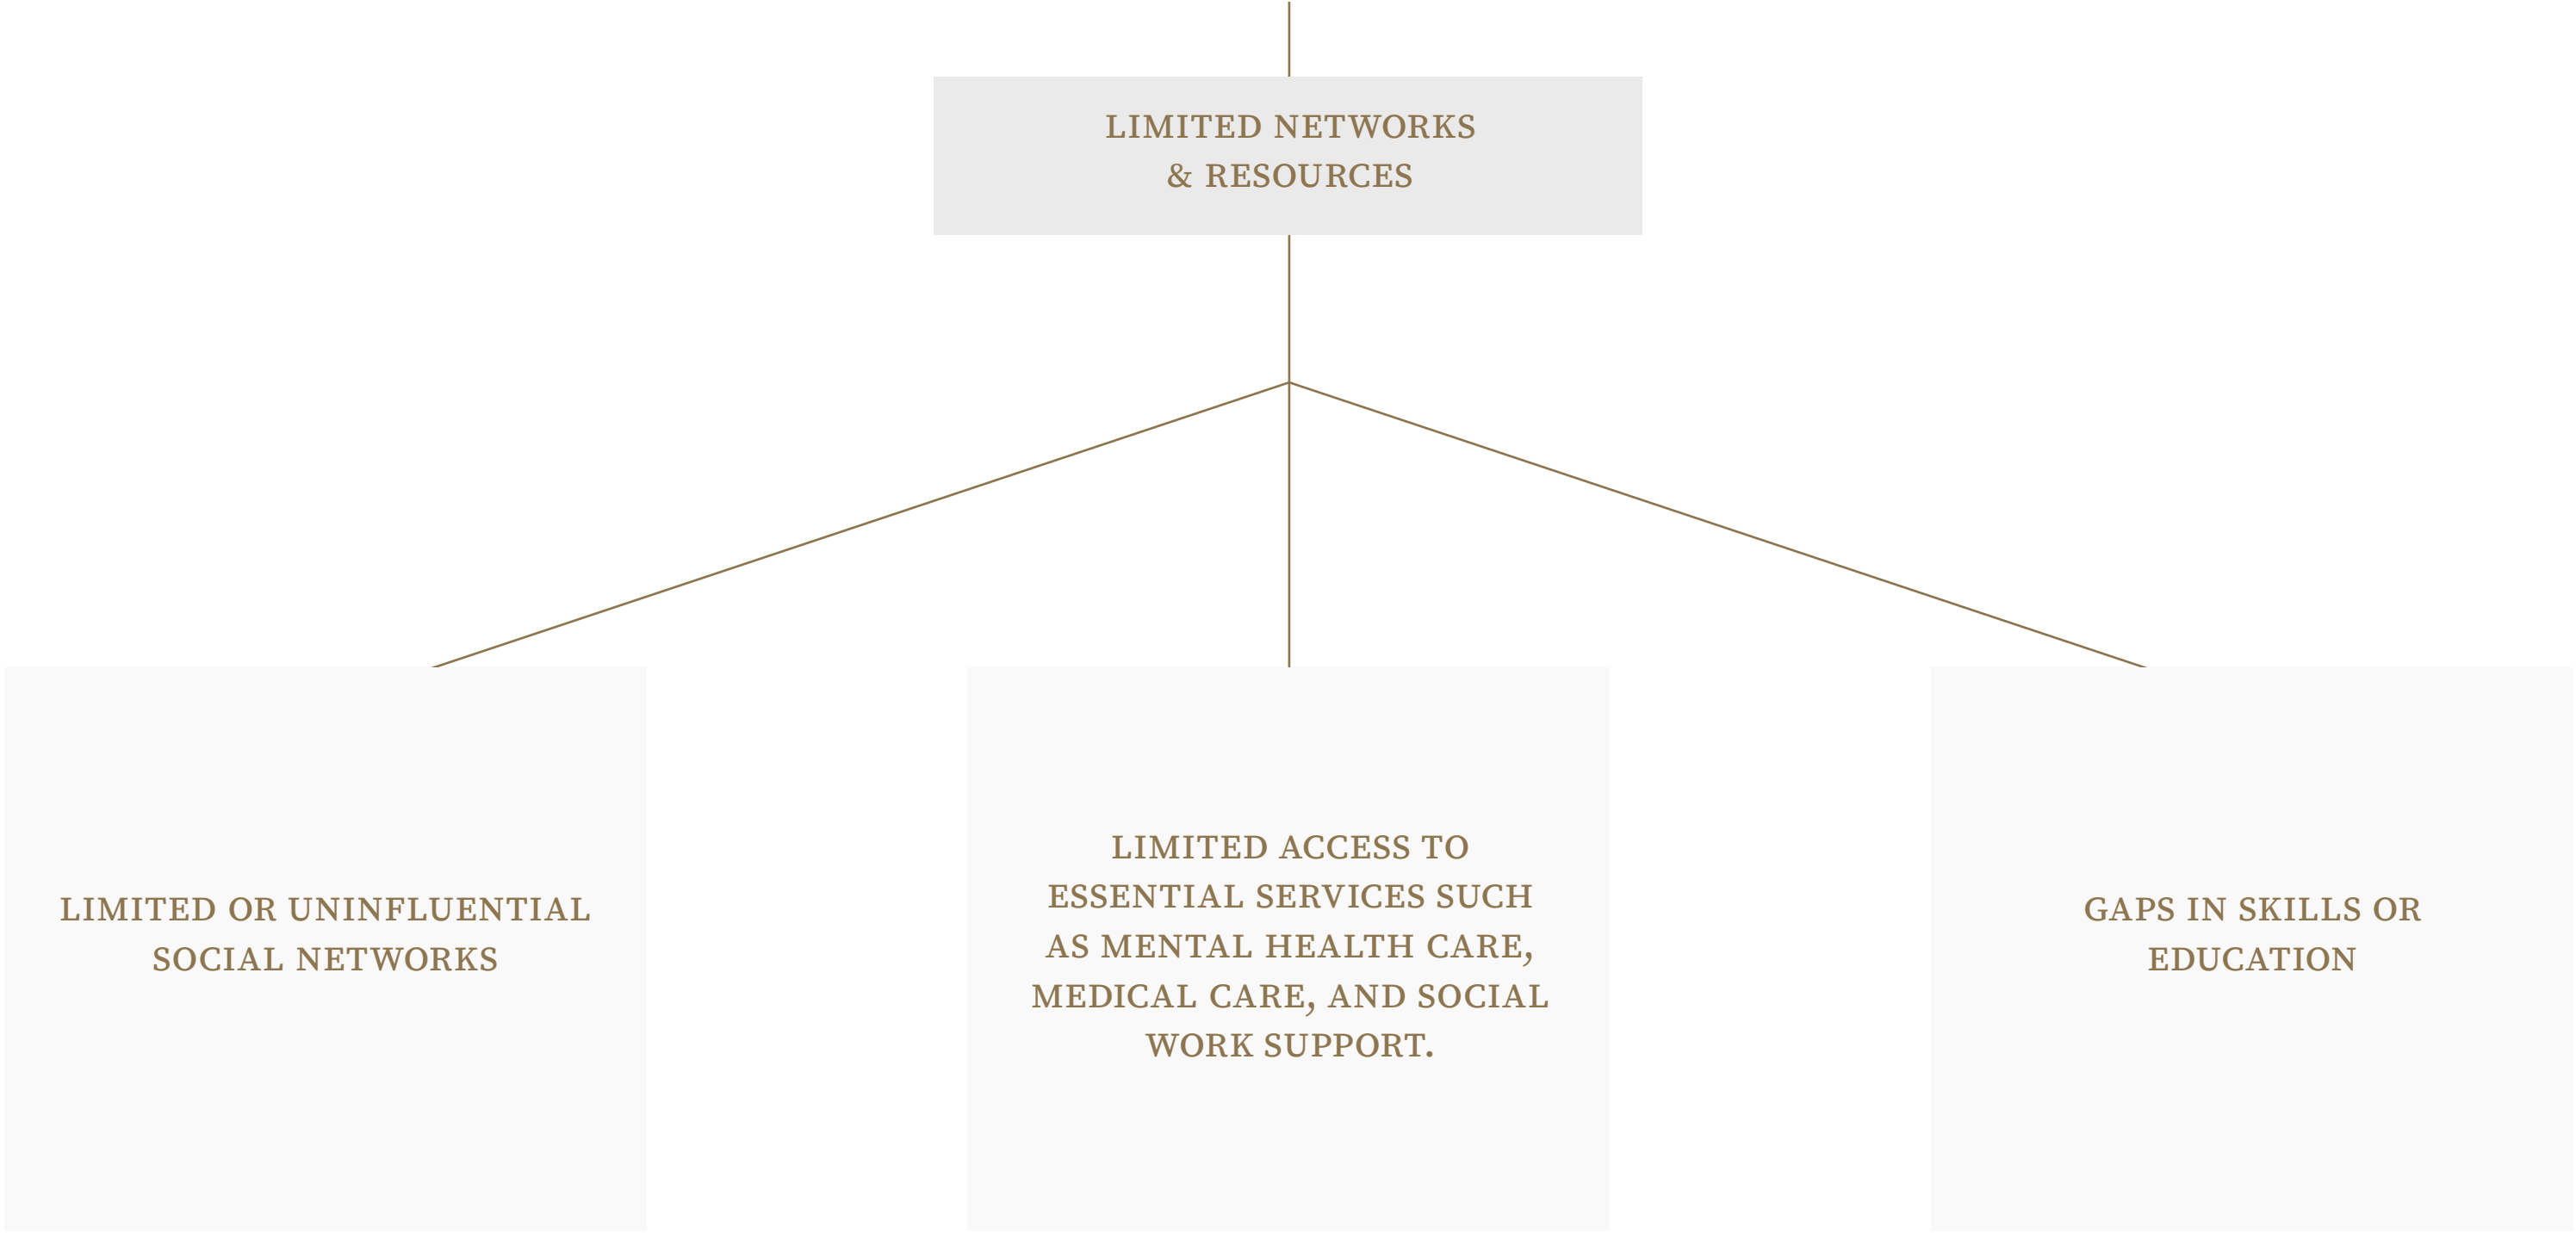 LIMITED NETWORKS
& RESOURCES
LIMITED OR UNINFLUENTIAL
SOCIAL NETWORKS
LIMITED ACCESS TO
ESSENTIAL SERVICES SUCH
AS MENTAL HEALTH CARE,
MEDICAL CARE, AND SOCIAL
WORK SUPPORT.
GAPS IN SKILLS OR
EDUCATION